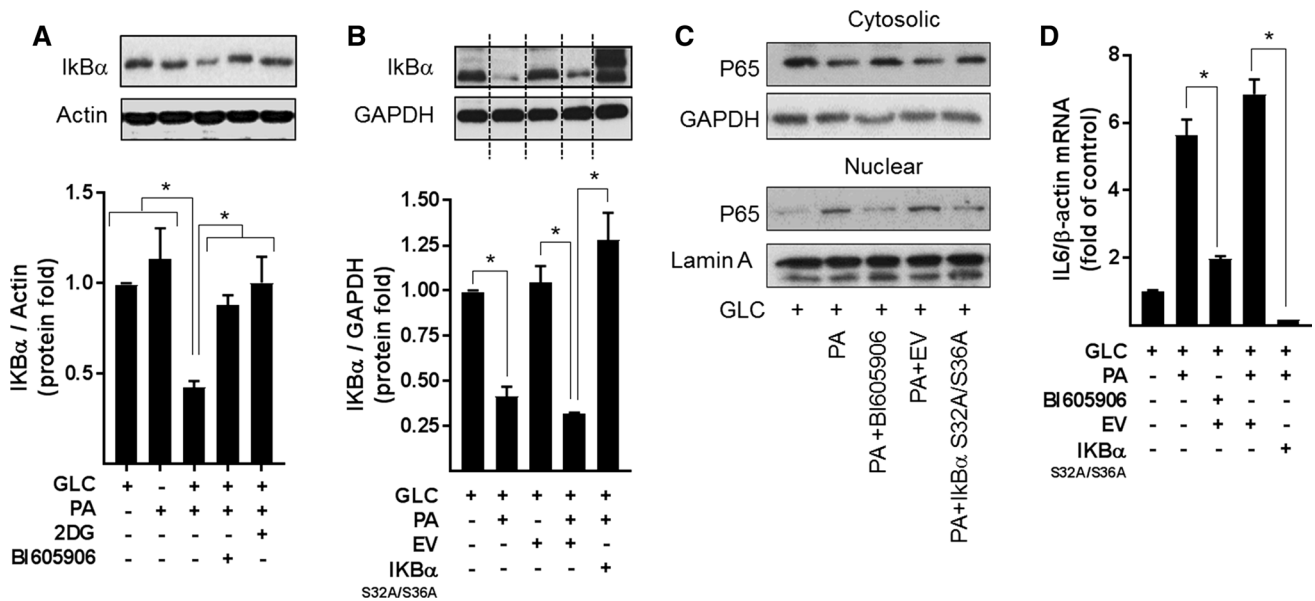 A
IkBα
Actin
1.5
1.0
0.5
IKBα / Actin
(protein fold)
*
*
GLC + - + + +
PA - + + + +
2DG - - - - +
BI605906 - - - + -
B
IkBα
GAPDH
1.50
1.25
1.00
0.75
0.50
0.25
IKBα / GAPDH
(protein fold)
*
*
*
GLC + + + + +
PA - + - + +
EV - - + + -
IKBα - - - - +
S32A/S36A
C
Cytosolic
P65
GAPDH
Nuclear
P65
Lamin A
GLC + + + + +
PA
PA +BI605906
PA+EV
PA+IkBα S32A/S36A
D
8
6
4
2
IL6/β-actin mRNA
(fold of control)
*
*
GLC + + + + +
PA - + - + +
BI605906 - - + - -
EV - - + + -
IKBα - - - - +
S32A/S36A